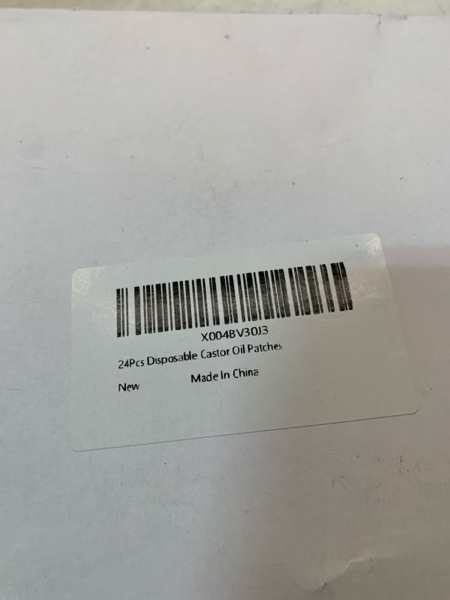 X004BV30J3
24Pcs Disposable Castor Oil Patches
New Made In China